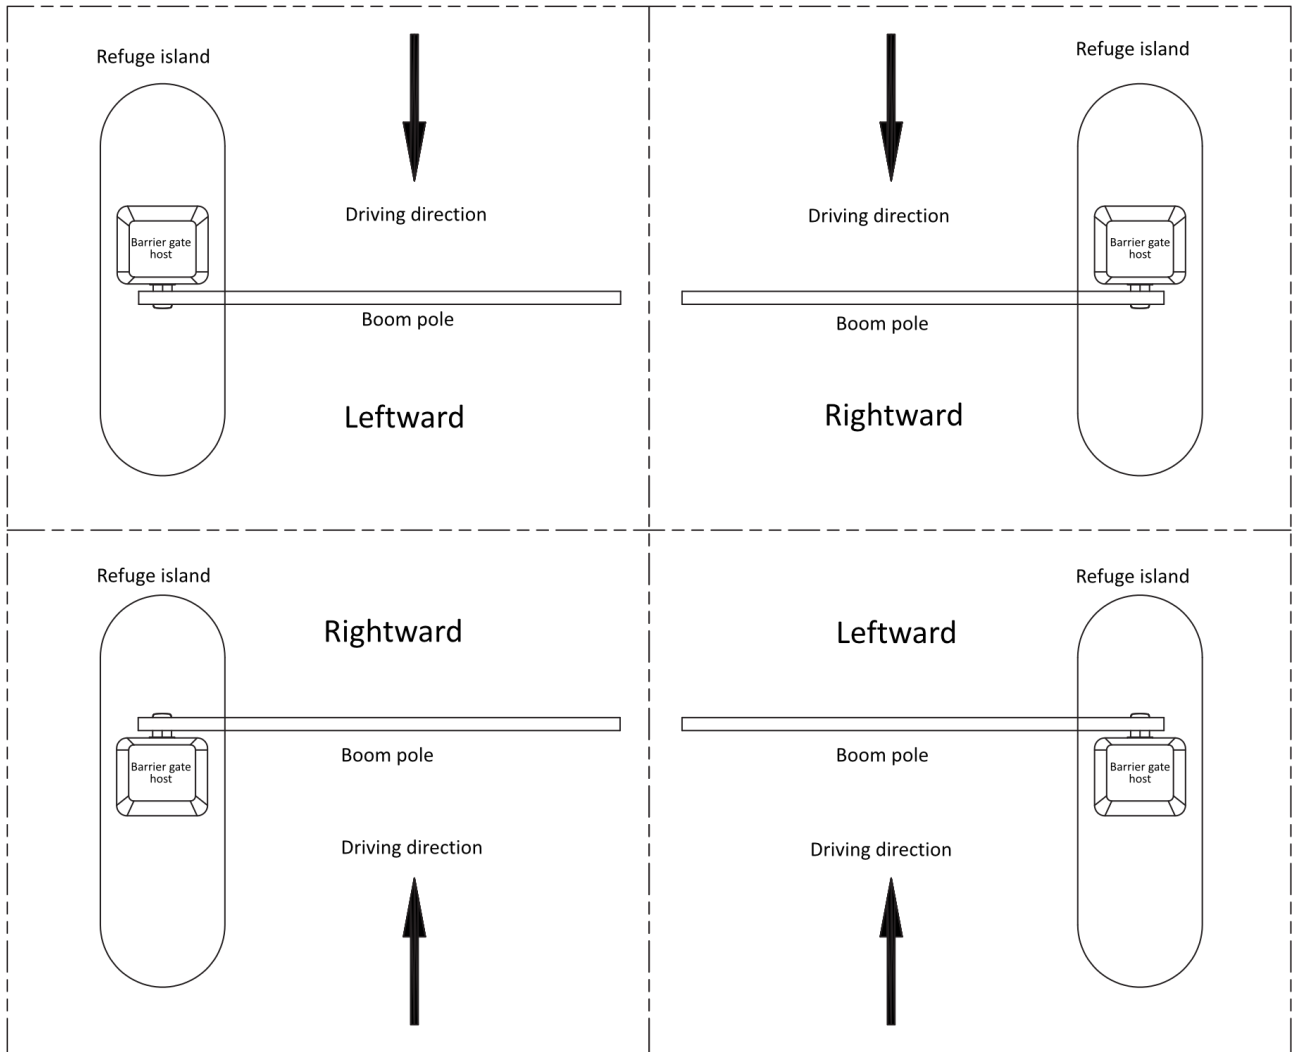 Refuge island
Barrier gate
host
Driving direction
Boom pole
Leftward
Refuge island
Barrier gate
host
Driving direction
Boom pole
Rightward
Refuge island
Rightward
Barrier gate
host
Boom pole
Driving direction
Refuge island
Leftward
Boom pole
Barrier gate
host
Driving direction